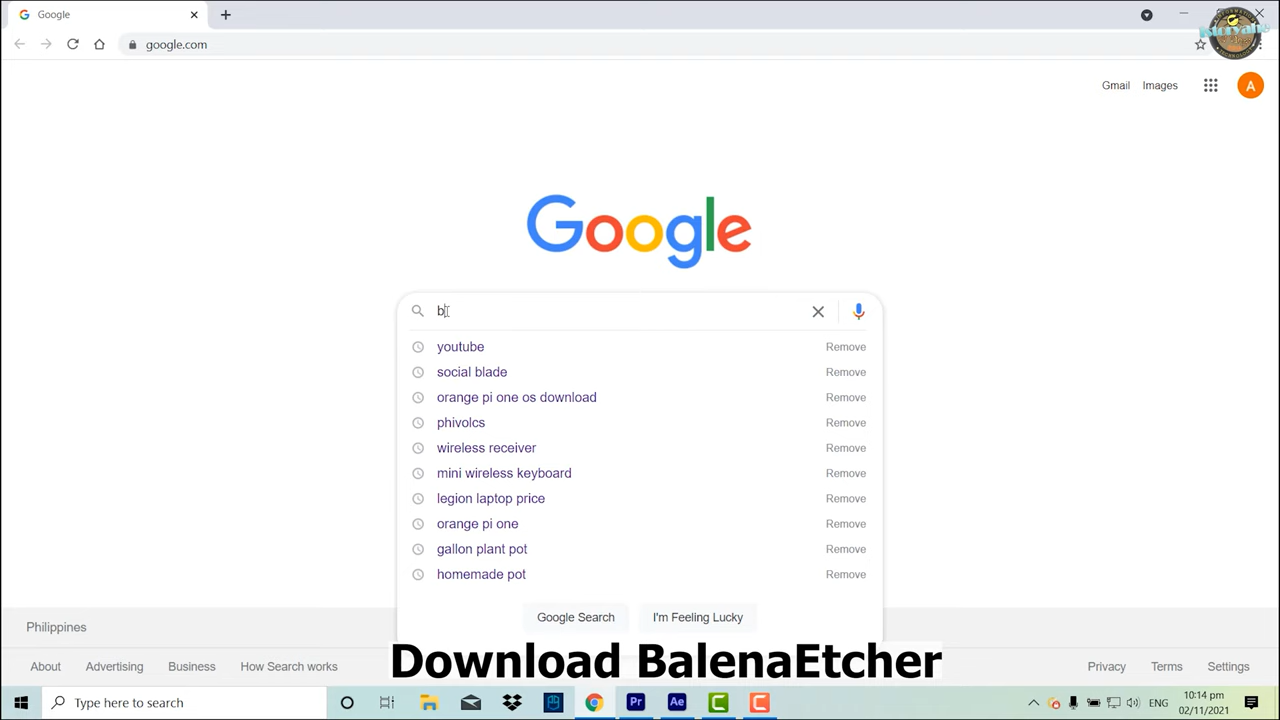 Google
google.com
Gmail Images
A
Google
b
youtube Remove
social blade Remove
orange pi one os download Remove
phivolcs Remove
wireless receiver Remove
mini wireless keyboard Remove
legion laptop price Remove
orange pi one Remove
gallon plant pot Remove
homemade pot Remove
Google Search I'm Feeling Lucky
Philippines
Download BalenaEtcher
About Advertising Business How Search works Privacy Terms Settings
Type here to search Pr Ae C C ENG 10:14 pm
02/11/2021